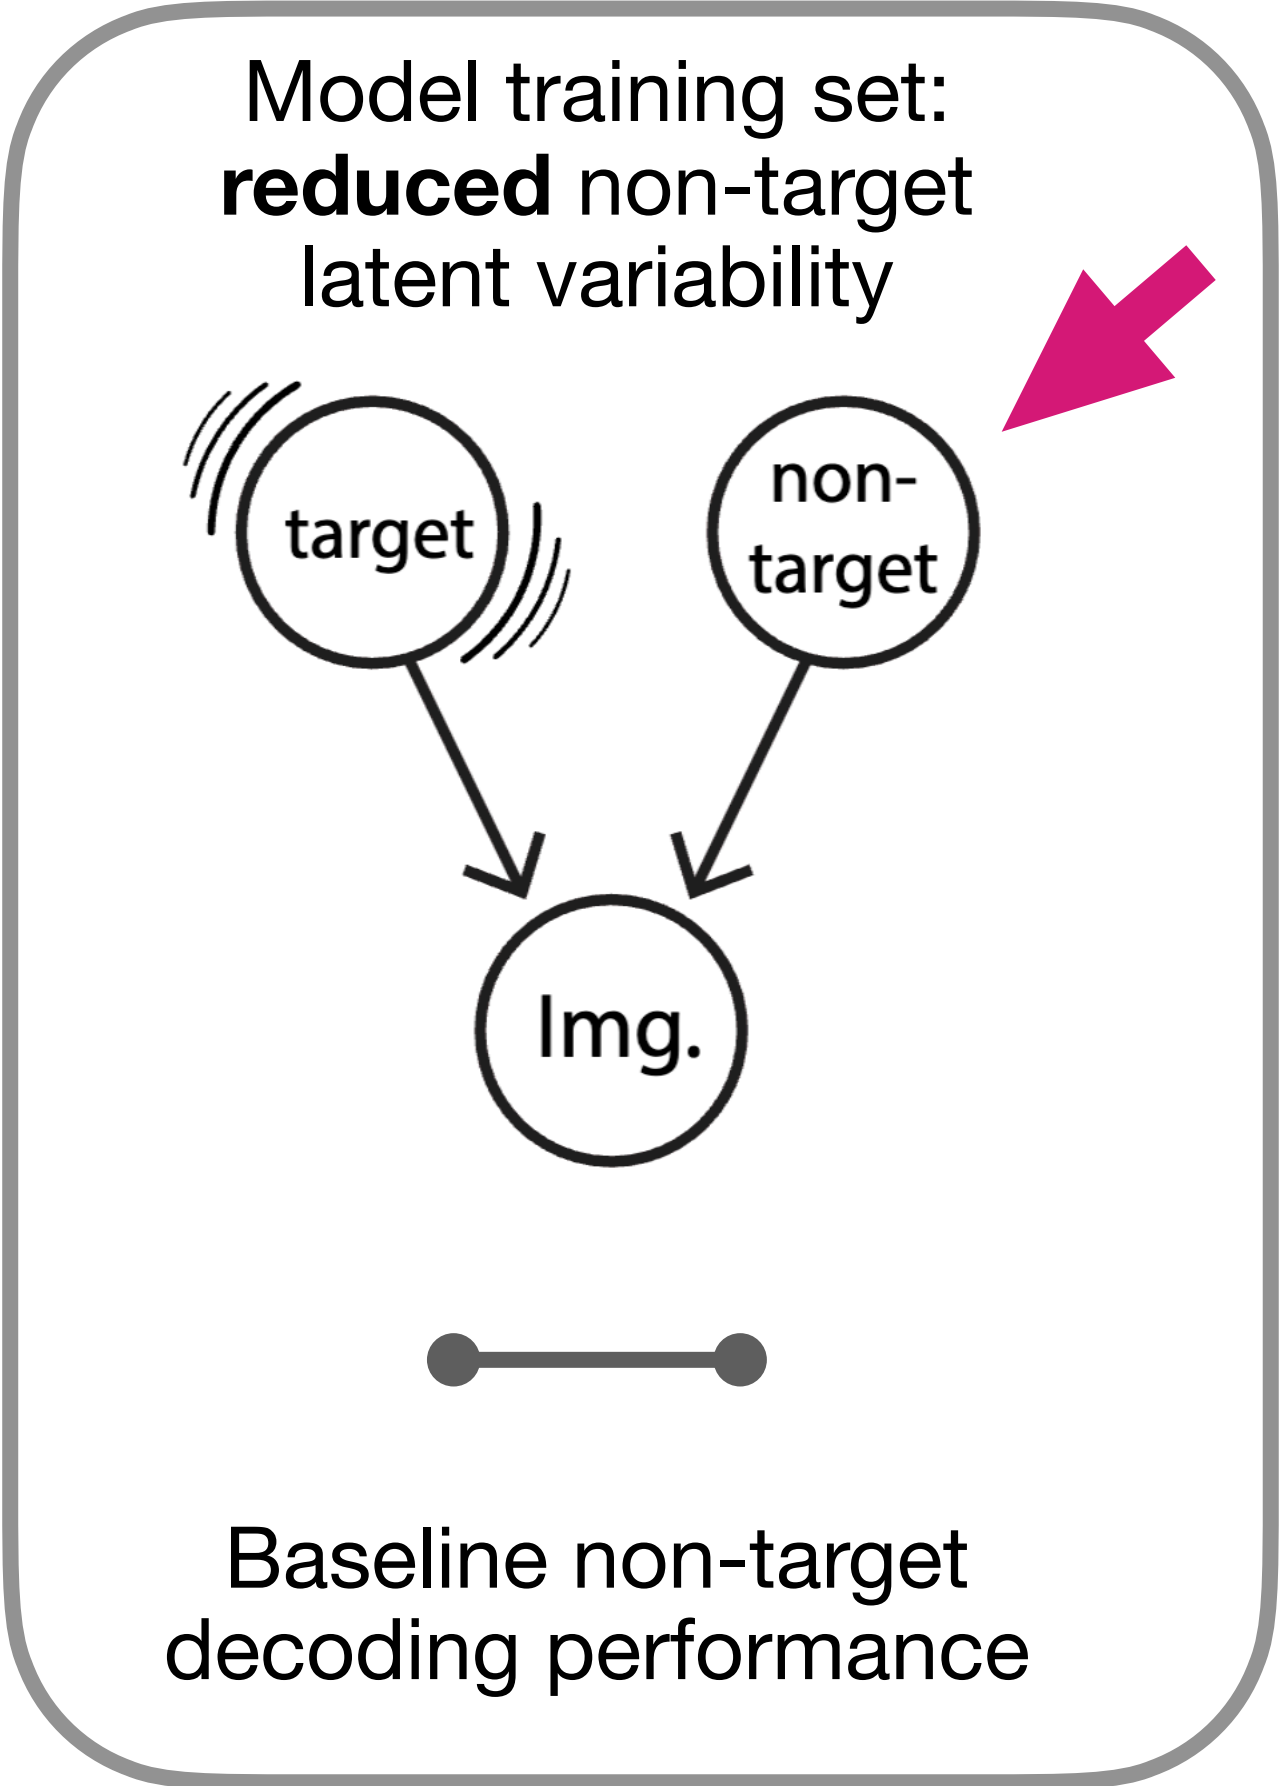 Model training set:
reduced non-target
latent variability
target
non-
target
Img.
Baseline non-target
decoding performance